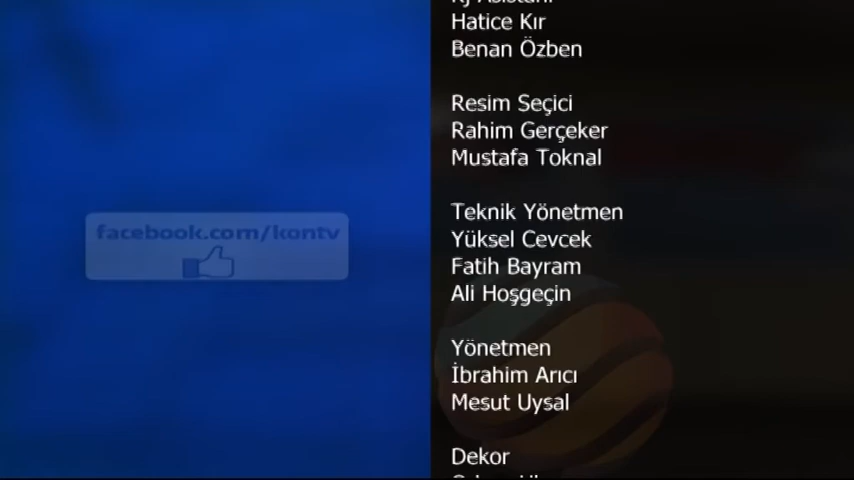 Hatice Kır
Benan Özben
Resim Seçici
Rahim Gerçeker
Mustafa Toknal
facebook.com/kontv
Teknik Yönetmen
Yüksel Cevcek
Fatih Bayram
Ali Hoşgeçin
Yönetmen
İbrahim Arıcı
Mesut Uysal
Dekor